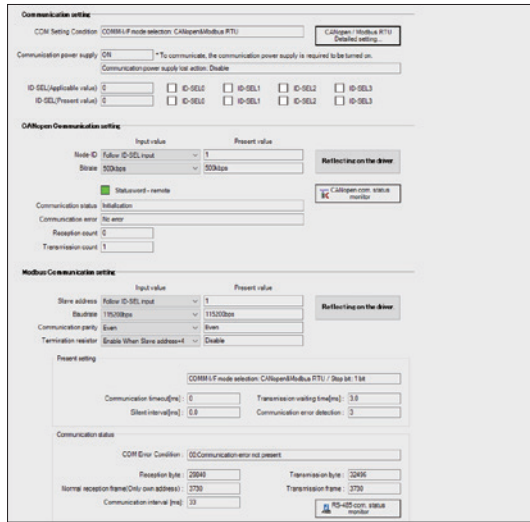 Communication setting
COM Setting Condition COMM-I/F mode selection: CANopen&Modbus RTU CANopen / Modbus RTU
Detailed setting...
Communication power supply ON * To communicate, the communication power supply is required to be turned on.
Communication power supply lost action: Disable
ID-SEL(Applicable value) 0 ID-SEL0 ID-SEL1 ID-SEL2 ID-SEL3
ID-SEL(Present value) 0 ID-SEL0 ID-SEL1 ID-SEL2 ID-SEL3
CANopen Communication setting
Input value Present value
Node-ID Follow ID-SEL input 1 Reflecting on the driver.
Bitrate 500kbps 500kbps
Statusword - remote CANopen com. status
monitor
Communication status Initialization
Communication error No error
Reception count 0
Transmission count 1
Modbus Communication setting
Input value Present value
Slave address Follow ID-SEL input 1 Reflecting on the driver.
Baudrate 115200bps 115200bps
Communication parity Even Even
Termination resistor Enable When Slave address=4 Disable
Present setting
COMM-I/F mode selection: CANopen&Modbus RTU / Stop bit: 1 bit
Communication timeout[ms] : 0 Transmission waiting time[ms] : 3.0
Silent interval[ms] : 0.0 Communication error detection : 3
Communication status
COM Error Condition : 00:Communication error not present
Reception byte : 29840 Transmission byte : 32496
Normal reception frame(Only own address) : 3730 Transmission frame : 3730
Communication interval [ms] : 33 RS-485 com. status
monitor